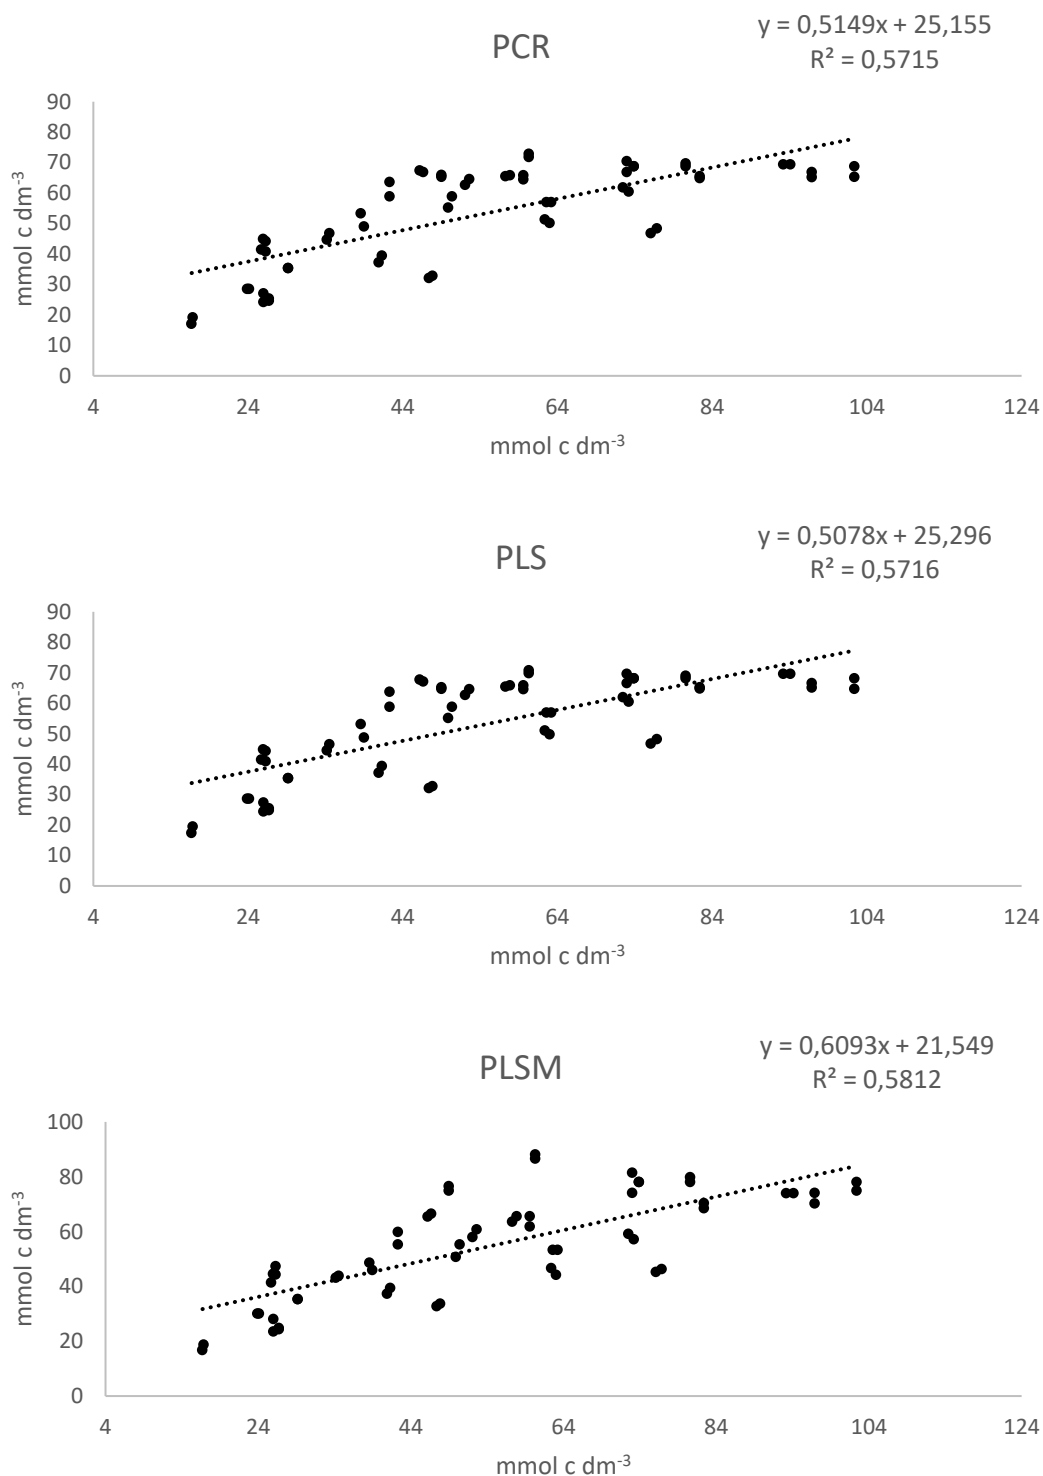 PCR
y = 0,5149x + 25,155
R² = 0,5715
mmol c dm⁻³
90
80
70
60
50
40
30
20
10
0
4 24 44 64 84 104 124
mmol c dm⁻³
PLS
y = 0,5078x + 25,296
R² = 0,5716
mmol c dm⁻³
90
80
70
60
50
40
30
20
10
0
4 24 44 64 84 104 124
mmol c dm⁻³
PLSM
y = 0,6093x + 21,549
R² = 0,5812
mmol c dm⁻³
100
80
60
40
20
0
4 24 44 64 84 104 124
mmol c dm⁻³